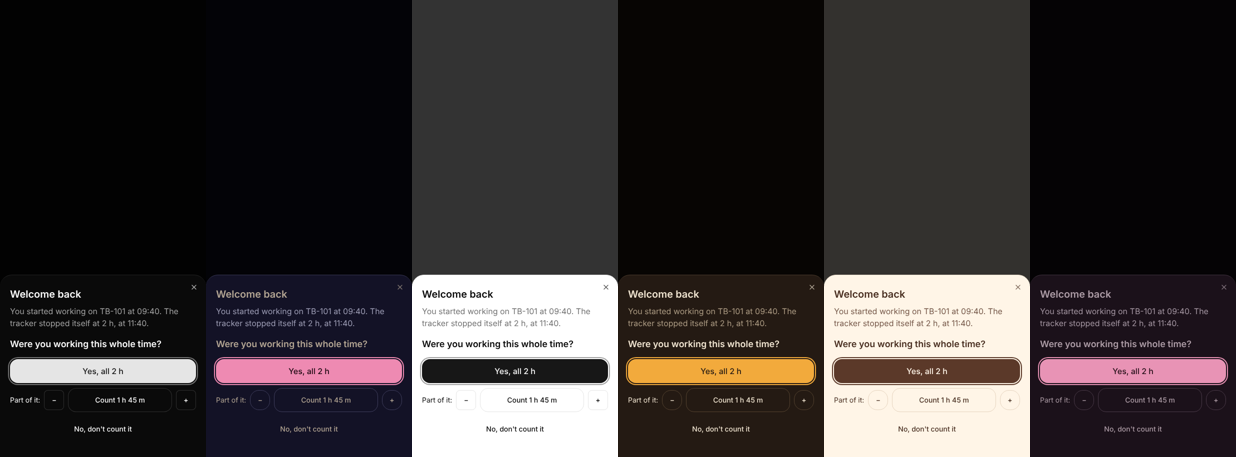 Welcome back
You started working on TB-101 at 09:40. The
tracker stopped itself at 2 h, at 11:40.
Were you working this whole time?
Yes, all 2 h
Part of it: − Count 1 h 45 m +
No, don't count it
Welcome back
You started working on TB-101 at 09:40. The
tracker stopped itself at 2 h, at 11:40.
Were you working this whole time?
Yes, all 2 h
Part of it: − Count 1 h 45 m +
No, don't count it
Welcome back
You started working on TB-101 at 09:40. The
tracker stopped itself at 2 h, at 11:40.
Were you working this whole time?
Yes, all 2 h
Part of it: − Count 1 h 45 m +
No, don't count it
Welcome back
You started working on TB-101 at 09:40. The
tracker stopped itself at 2 h, at 11:40.
Were you working this whole time?
Yes, all 2 h
Part of it: − Count 1 h 45 m +
No, don't count it
Welcome back
You started working on TB-101 at 09:40. The
tracker stopped itself at 2 h, at 11:40.
Were you working this whole time?
Yes, all 2 h
Part of it: − Count 1 h 45 m +
No, don't count it
Welcome back
You started working on TB-101 at 09:40. The
tracker stopped itself at 2 h, at 11:40.
Were you working this whole time?
Yes, all 2 h
Part of it: − Count 1 h 45 m +
No, don't count it